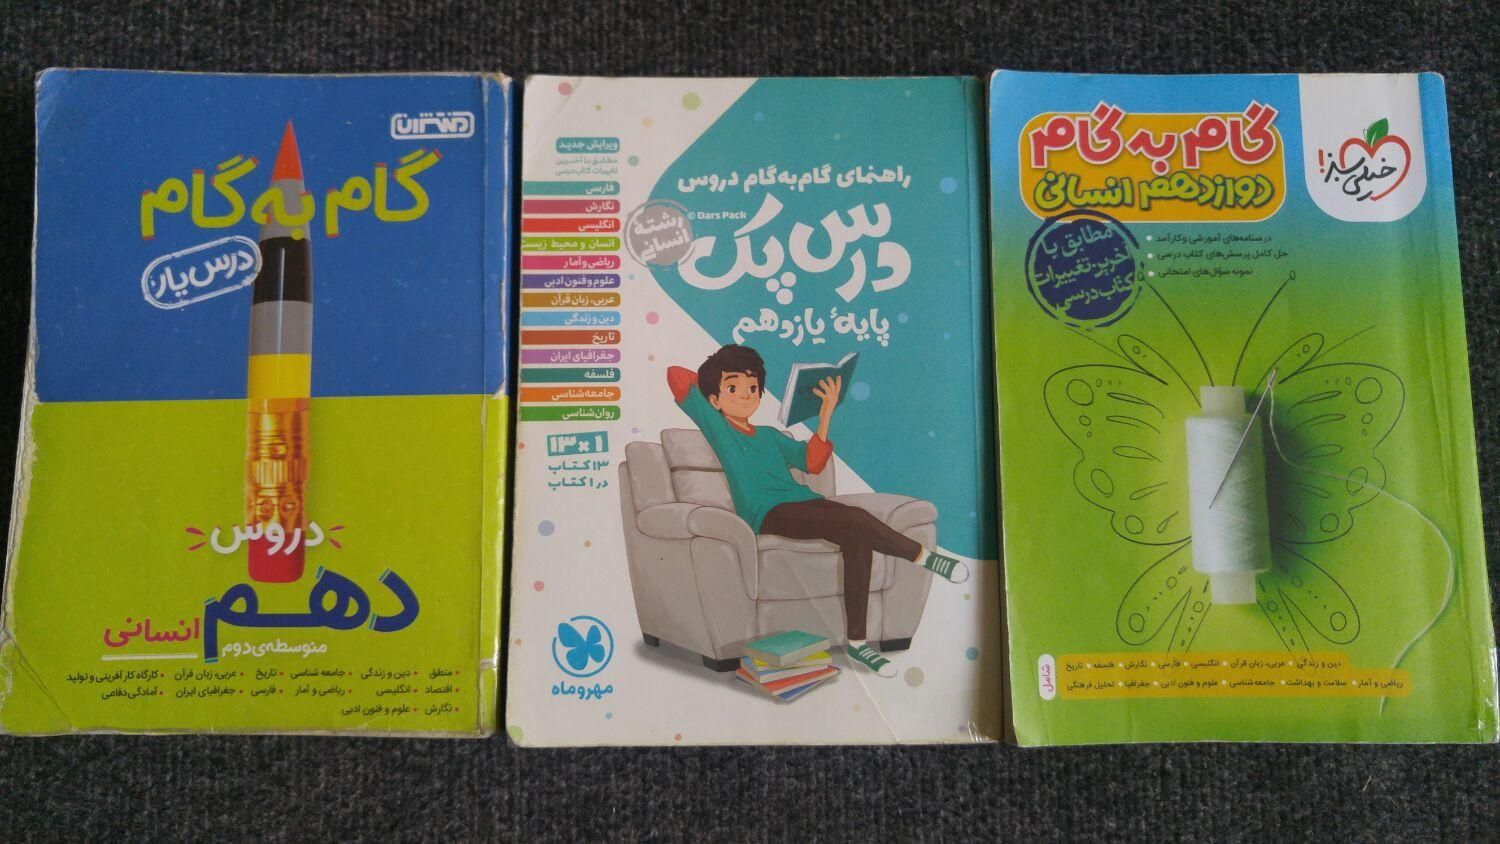 منتشران
گام به گام
درس‌یار
دروس
دهم
انسانی
متوسطه‌ی دوم
• منطق • دین و زندگی • جامعه شناسی • تاریخ • عربی، زبان قرآن • کارگاه کارآفرینی و تولید
• اقتصاد • انگلیسی • ریاضی و آمار • فارسی • جغرافیای ایران • آمادگی دفاعی
• نگارش • علوم و فنون ادبی
ویرایش جدید
مطابق با آخرین
تغییرات کتاب درسی
راهنمای گام‌به‌گام دروس
© Dars Pack
درس‌پک
رشته
انسانی
پایهٔ یازدهم
فارسی
نگارش
انگلیسی
انسان و محیط زیست
ریاضی و آمار
علوم و فنون ادبی
عربی، زبان قرآن
دین و زندگی
تاریخ
جغرافیای ایران
فلسفه
جامعه‌شناسی
روان‌شناسی
۱×۱۳
۱۳ کتاب
در ۱ کتاب
مهروماه
خیلی سبز!
گام به گام
دوازدهم انسانی
مطابق با
آخرین تغییرات
کتاب درسی
• درسنامه‌های آموزشی و کارآمد
• حل کامل پرسش‌های کتاب درسی
• نمونه سؤال‌های امتحانی
شامل
دین و زندگی • عربی، زبان قرآن • انگلیسی • فارسی • نگارش • فلسفه • تاریخ
ریاضی و آمار • سلامت و بهداشت • جامعه‌شناسی • علوم و فنون ادبی • جغرافیا • تحلیل فرهنگی